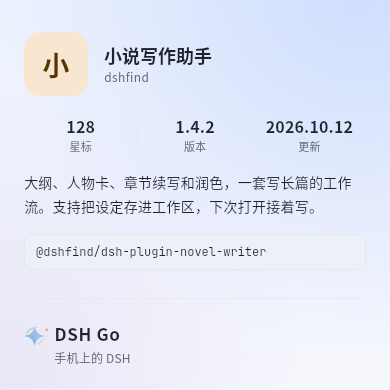 小
小说写作助手
dshfind
128
星标
1.4.2
版本
2026.10.12
更新
大纲、人物卡、章节续写和润色，一套写长篇的工作
流。支持把设定存进工作区，下次打开接着写。
@dshfind/dsh-plugin-novel-writer
DSH Go
手机上的 DSH